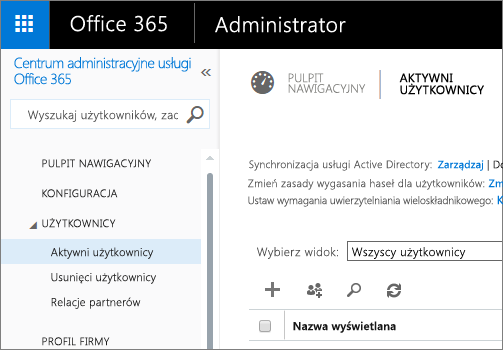 Office 365 Administrator
Centrum administracyjne usługi
Office 365
«
Wyszukaj użytkowników, zac
PULPIT NAWIGACYJNY
KONFIGURACJA
UŻYTKOWNICY
Aktywni użytkownicy
Usunięci użytkownicy
Relacje partnerów
PROFIL FIRMY
PULPIT
NAWIGACYJNY
AKTYWNI
UŻYTKOWNICY
Synchronizacja usługi Active Directory: Zarządzaj |
Zmień zasady wygasania haseł dla użytkowników:
Ustaw wymagania uwierzytelniania wieloskładnikowego:
Wybierz widok: Wszyscy użytkownicy
Nazwa wyświetlana